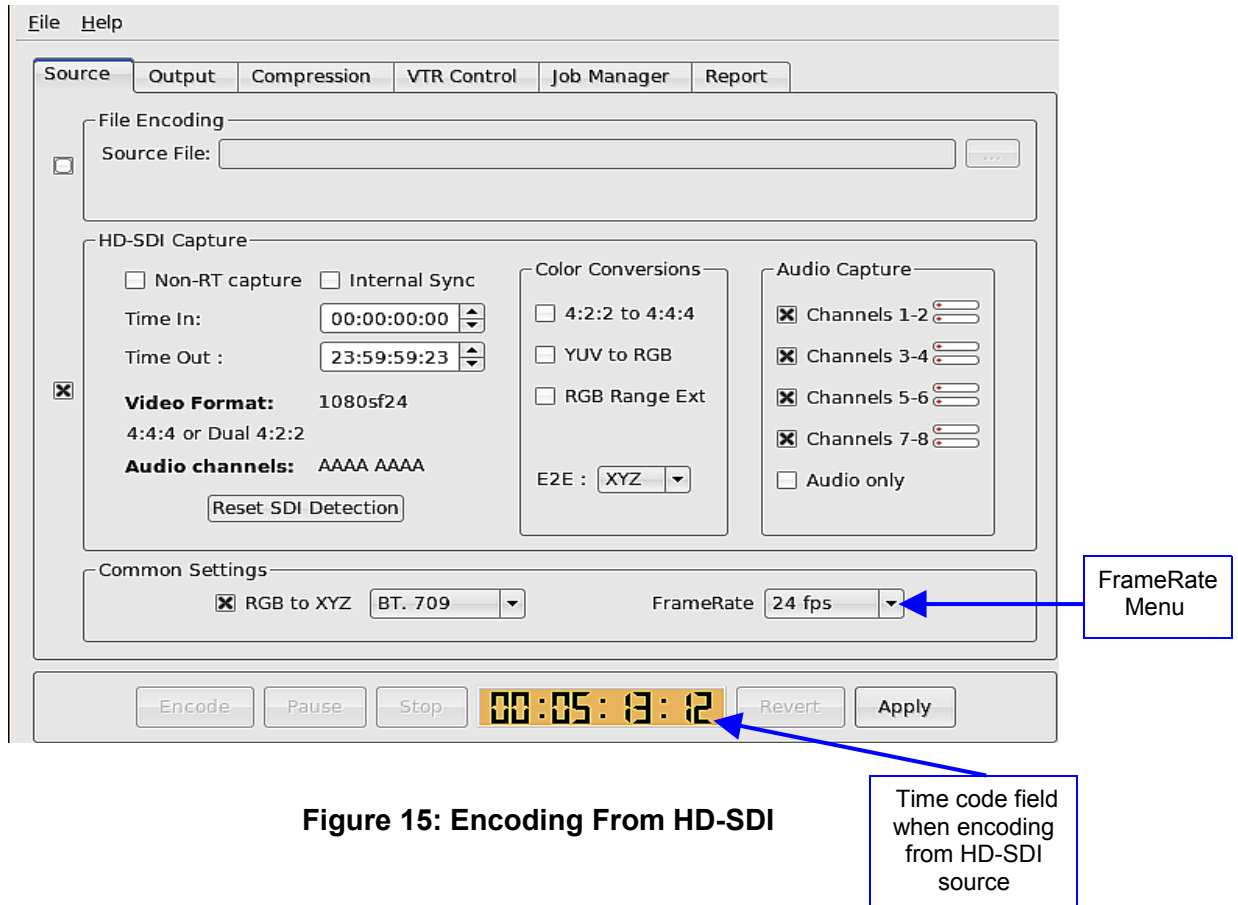 File Help
Source Output Compression VTR Control Job Manager Report
File Encoding
Source File: ...
HD-SDI Capture
Non-RT capture Internal Sync
Time In: 00:00:00:00
Time Out : 23:59:59:23
Video Format: 1080sf24
4:4:4 or Dual 4:2:2
Audio channels: AAAA AAAA
Reset SDI Detection
Color Conversions
4:2:2 to 4:4:4
YUV to RGB
RGB Range Ext
E2E : XYZ
Audio Capture
Channels 1-2
Channels 3-4
Channels 5-6
Channels 7-8
Audio only
Common Settings
RGB to XYZ BT. 709 FrameRate 24 fps
FrameRate
Menu
Encode Pause Stop 00:05:13:12 Revert Apply
Time code field
when encoding
from HD-SDI
source
Figure 15: Encoding From HD-SDI